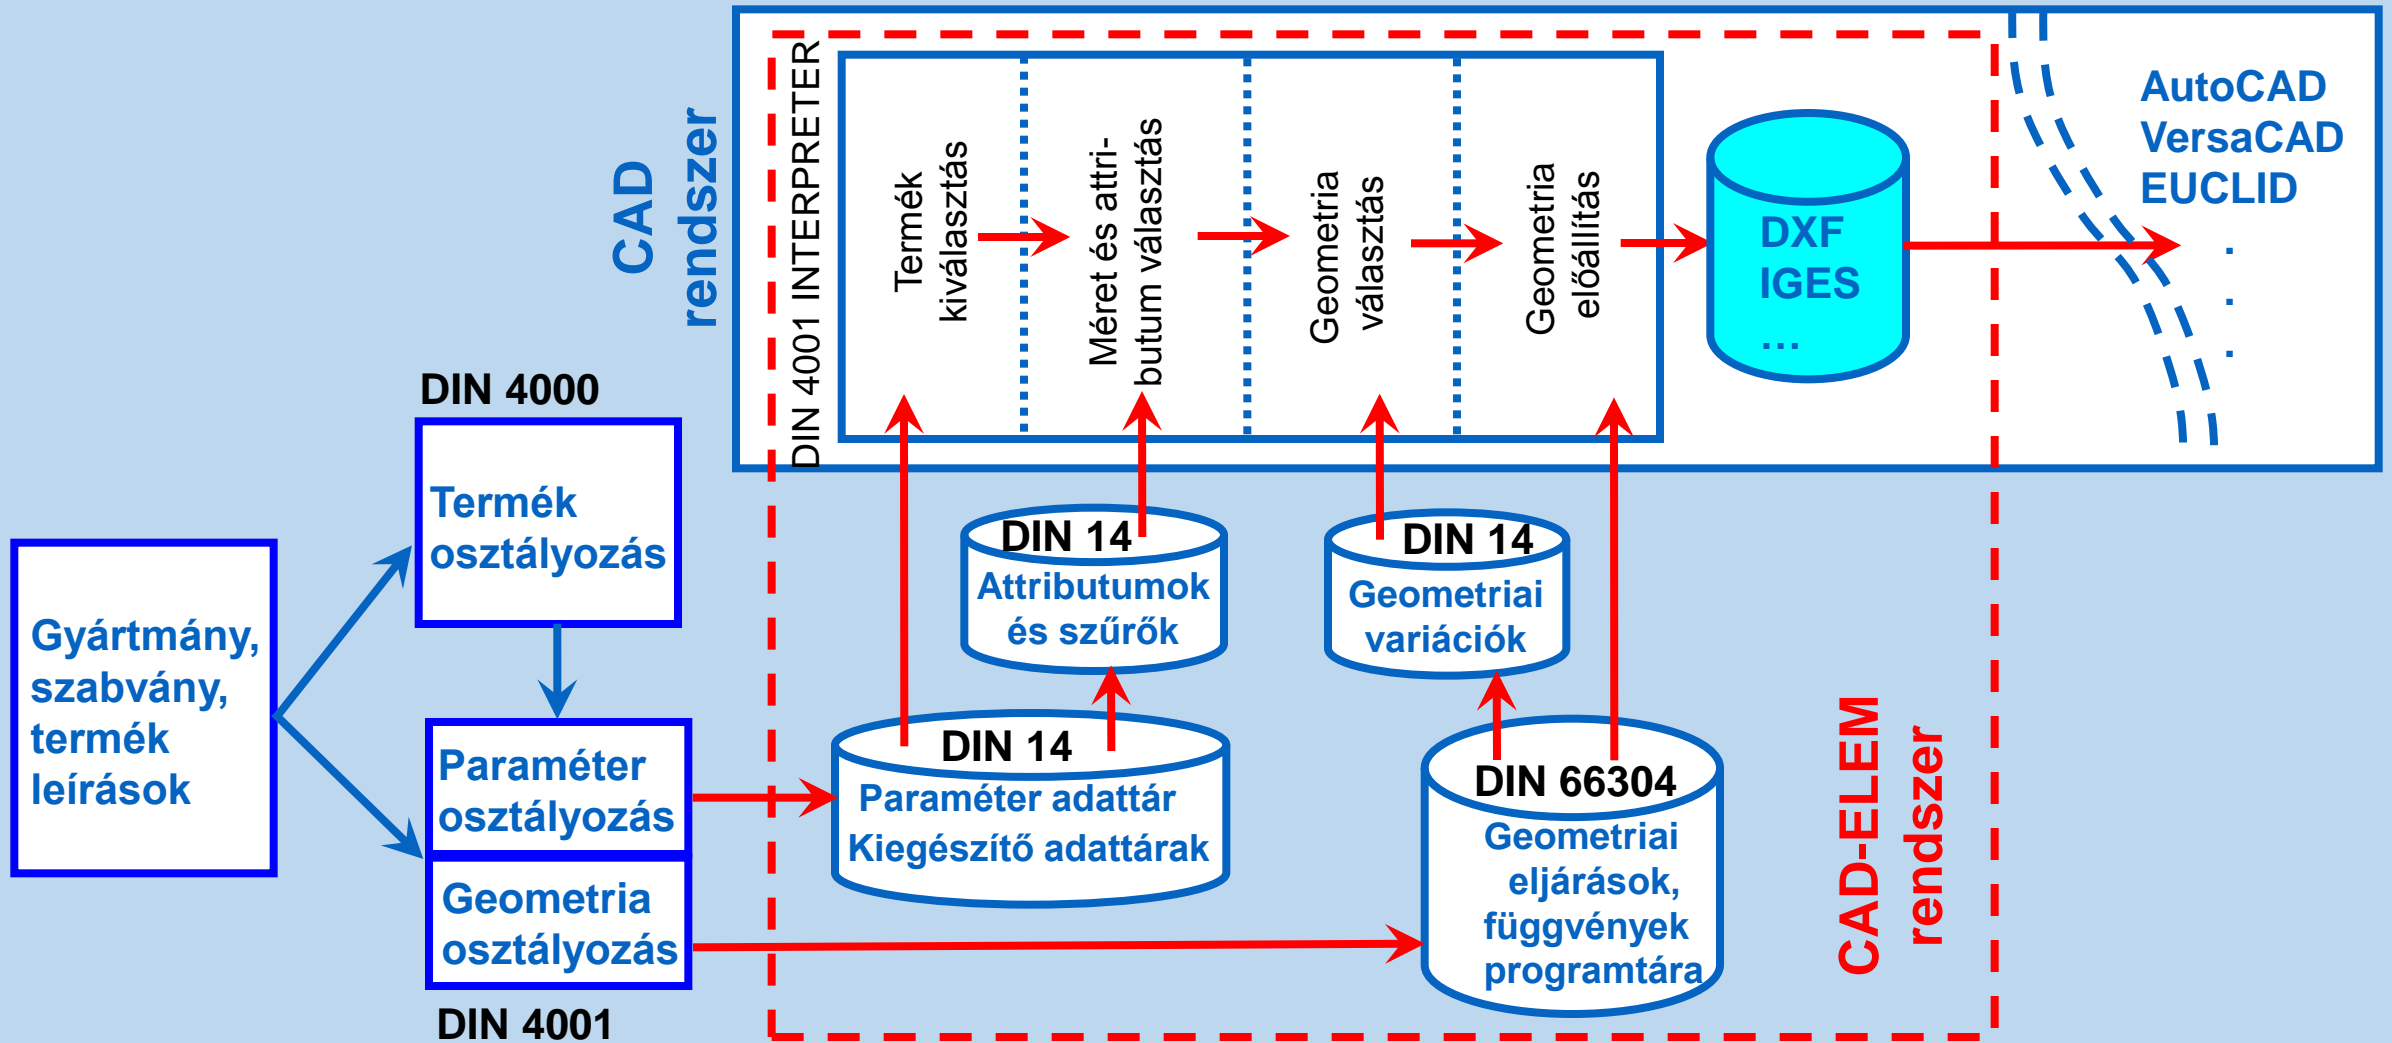 CAD
rendszer
DIN 4001 INTERPRETER
Termék
kiválasztás
Méret és attri-
butum választás
Geometria
választás
Geometria
előállítás
DXF
IGES
...
AutoCAD
VersaCAD
EUCLID
.
.
.
DIN 4000
Termék
osztályozás
Gyártmány,
szabvány,
termék
leírások
Paraméter
osztályozás
Geometria
osztályozás
DIN 4001
DIN 14
Attributumok
és szűrők
DIN 14
Geometriai
variációk
DIN 14
Paraméter adattár
Kiegészítő adattárak
DIN 66304
Geometriai
eljárások,
függvények
programtára
CAD-ELEM
rendszer